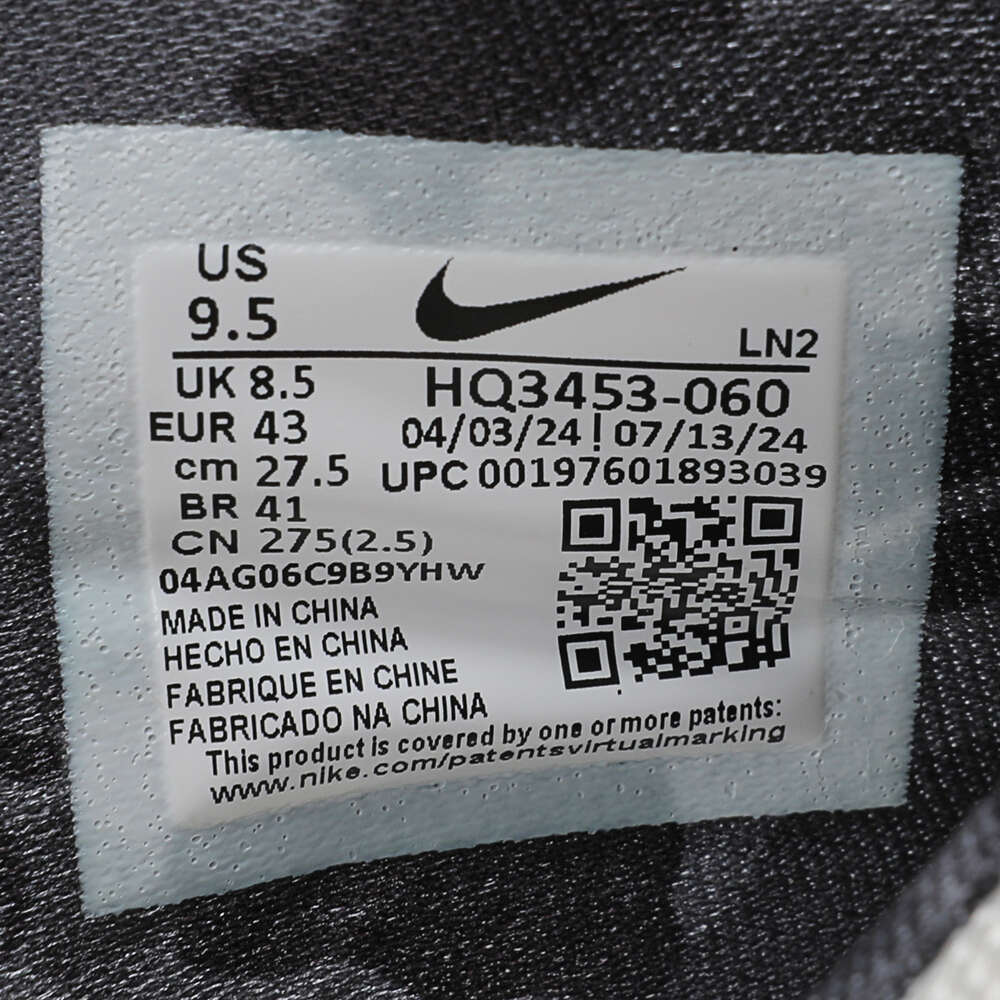 US
9.5
LN2
UK 8.5
HQ3453-060
EUR 43
04/03/24 | 07/13/24
cm 27.5
UPC 00197601893039
BR 41
CN 275(2.5)
04AG06C9B9YHW
MADE IN CHINA
HECHO EN CHINA
FABRIQUE EN CHINE
FABRICADO NA CHINA
This product is covered by one or more patents:
www.nike.com/patentsvirtualmarking